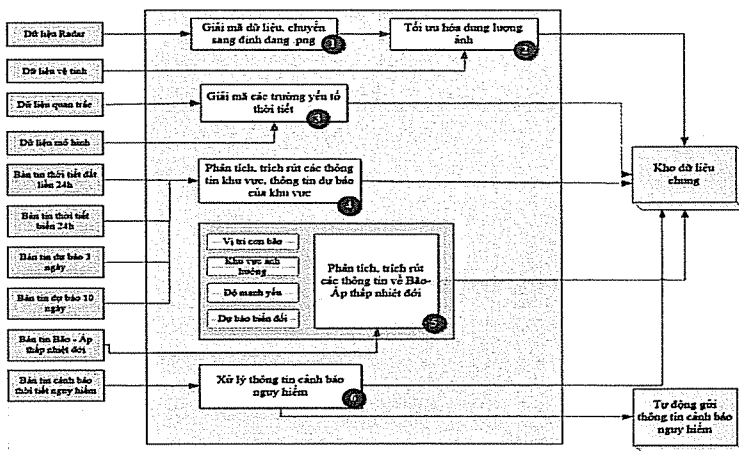 Dữ liệu Radar
Giải mã dữ liệu, chuyển
sang định dạng .png
1
Tối ưu hóa dung lượng
ảnh
2
Dữ liệu vệ tinh
Dữ liệu quan trắc
Giải mã các trường yếu tố
thời tiết
3
Dữ liệu mô hình
Bản tin thời tiết đất
liền 24h
Phân tích, trích rút các thông
tin khu vực, thông tin dự báo
của khu vực
4
Kho dữ liệu
chung
Bản tin thời tiết
biển 24h
Bản tin dự báo 3
ngày
Bản tin dự báo 10
ngày
Vị trí cơn bão
Khu vực ảnh
hưởng
Độ mạnh yếu
Dự báo biến đổi
Phân tích, trích rút
các thông tin về Bão-
Áp thấp nhiệt đới
5
Bản tin Bão - Áp
thấp nhiệt đới
Bản tin cảnh báo
thời tiết nguy hiểm
Xử lý thông tin cảnh báo
nguy hiểm
6
Tự động gửi
thông tin cảnh báo
nguy hiểm